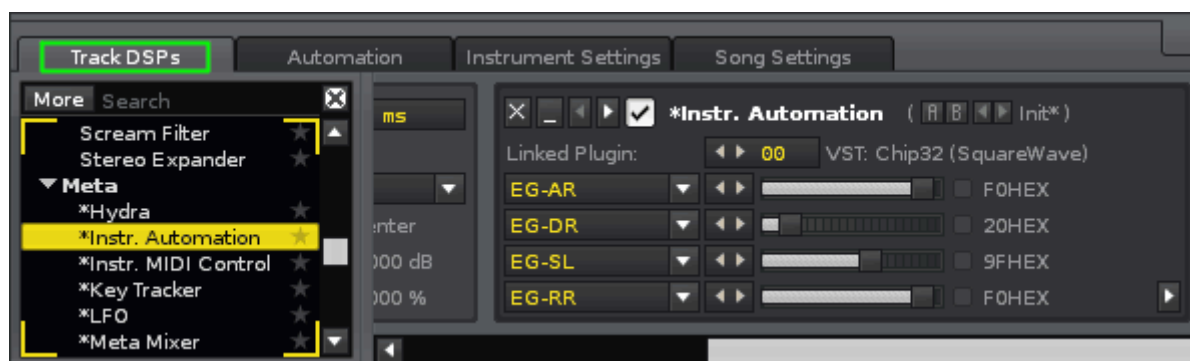 Track DSPs
Automation
Instrument Settings
Song Settings
More Search
Scream Filter
Stereo Expander
Meta
*Hydra
*Instr. Automation
*Instr. MIDI Control
*Key Tracker
*LFO
*Meta Mixer
ms
000 dB
000 %
*Instr. Automation ( A B Init* )
Linked Plugin: 00 VST: Chip32 (SquareWave)
EG-AR F0HEX
EG-DR 20HEX
EG-SL 9FHEX
EG-RR F0HEX